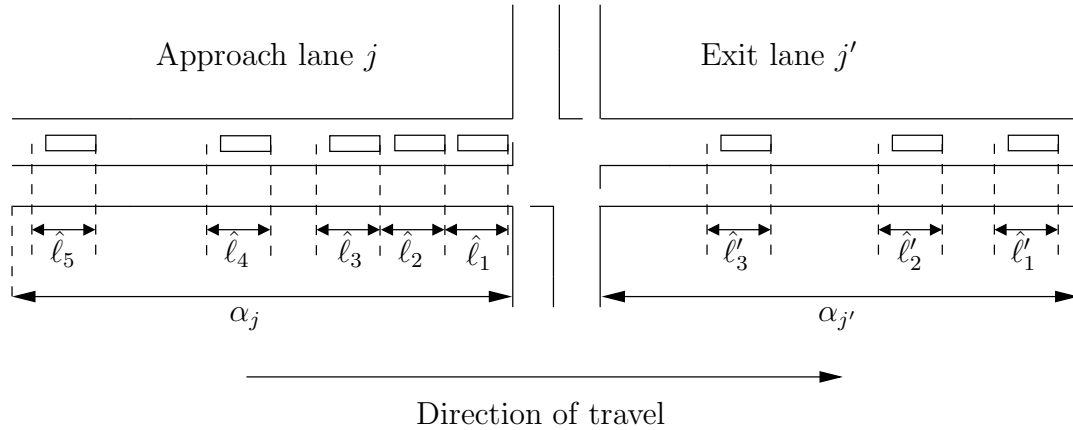 Approach lane j
Exit lane j′
ℓ̂₅
ℓ̂₄
ℓ̂₃
ℓ̂₂
ℓ̂₁
ℓ̂′₃
ℓ̂′₂
ℓ̂′₁
αⱼ
αⱼ′
Direction of travel